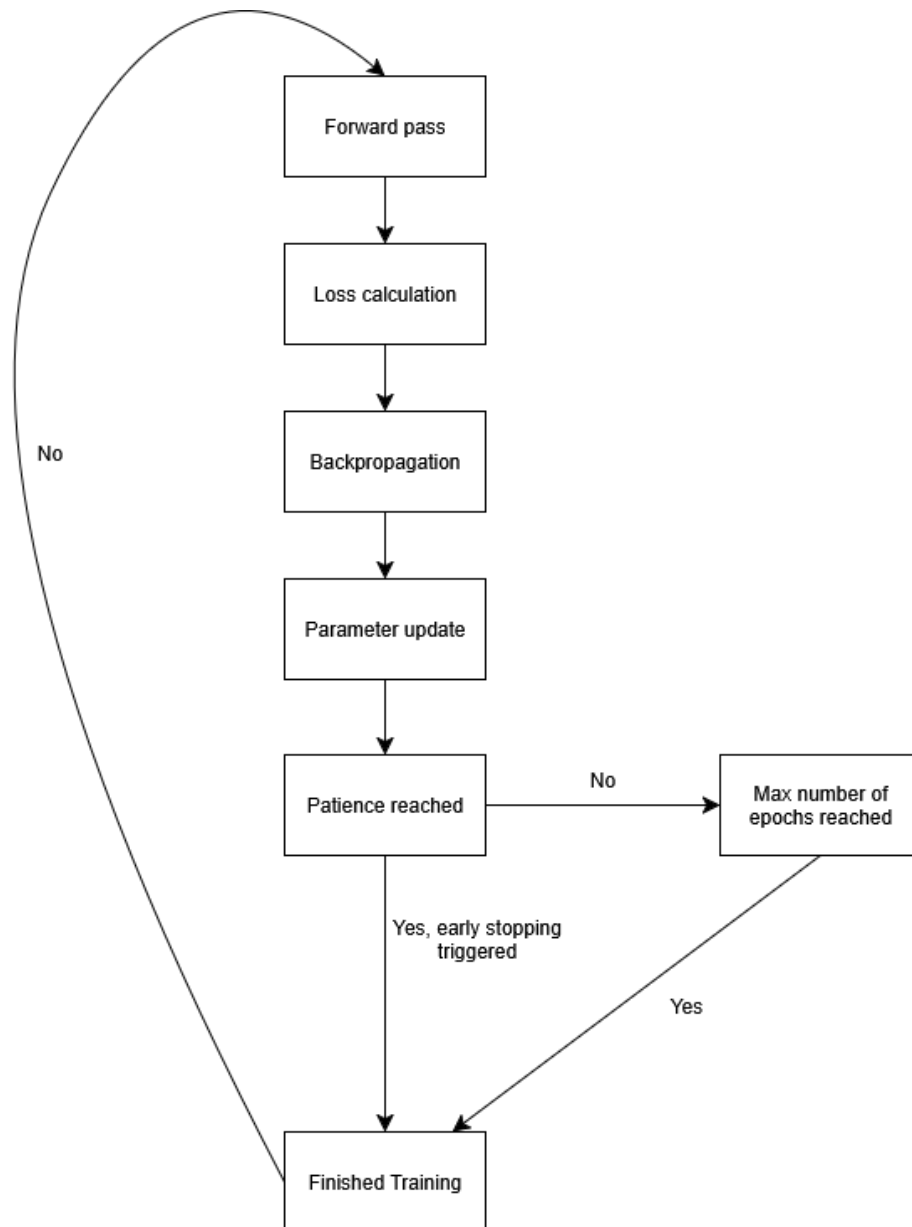 Forward pass
Loss calculation
No
Backpropagation
Parameter update
Patience reached
No
Max number of
epochs reached
Yes, early stopping
triggered
Yes
Finished Training